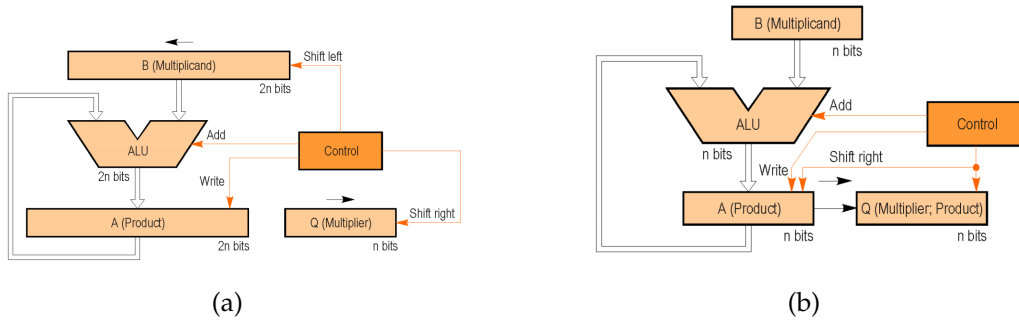 B (Multiplicand)
Shift left
2n bits
ALU
Add
2n bits
Control
Write
A (Product)
2n bits
Shift right
Q (Multiplier)
n bits
(a)
B (Multiplicand)
n bits
ALU
Add
n bits
Control
Write
Shift right
A (Product)
n bits
Q (Multiplier; Product)
n bits
(b)